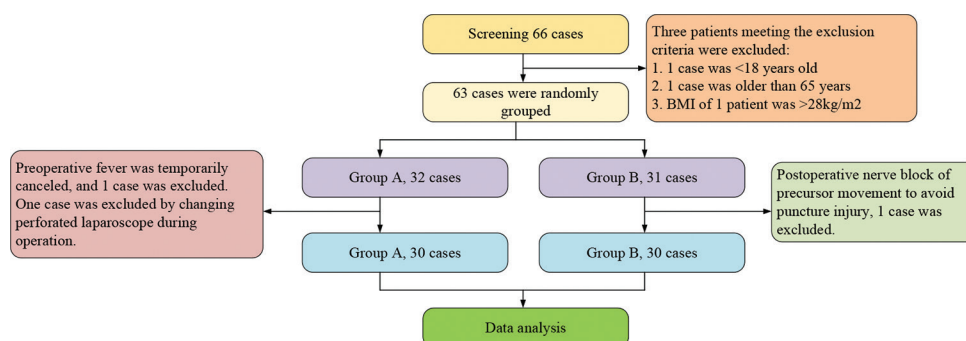 Screening 66 cases
Three patients meeting the exclusion
criteria were excluded:
1. 1 case was <18 years old
2. 1 case was older than 65 years
3. BMI of 1 patient was >28kg/m2
63 cases were randomly
grouped
Preoperative fever was temporarily
canceled, and 1 case was excluded.
One case was excluded by changing
perforated laparoscope during
operation.
Group A, 32 cases
Group B, 31 cases
Postoperative nerve block of
precursor movement to avoid
puncture injury, 1 case was
excluded.
Group A, 30 cases
Group B, 30 cases
Data analysis